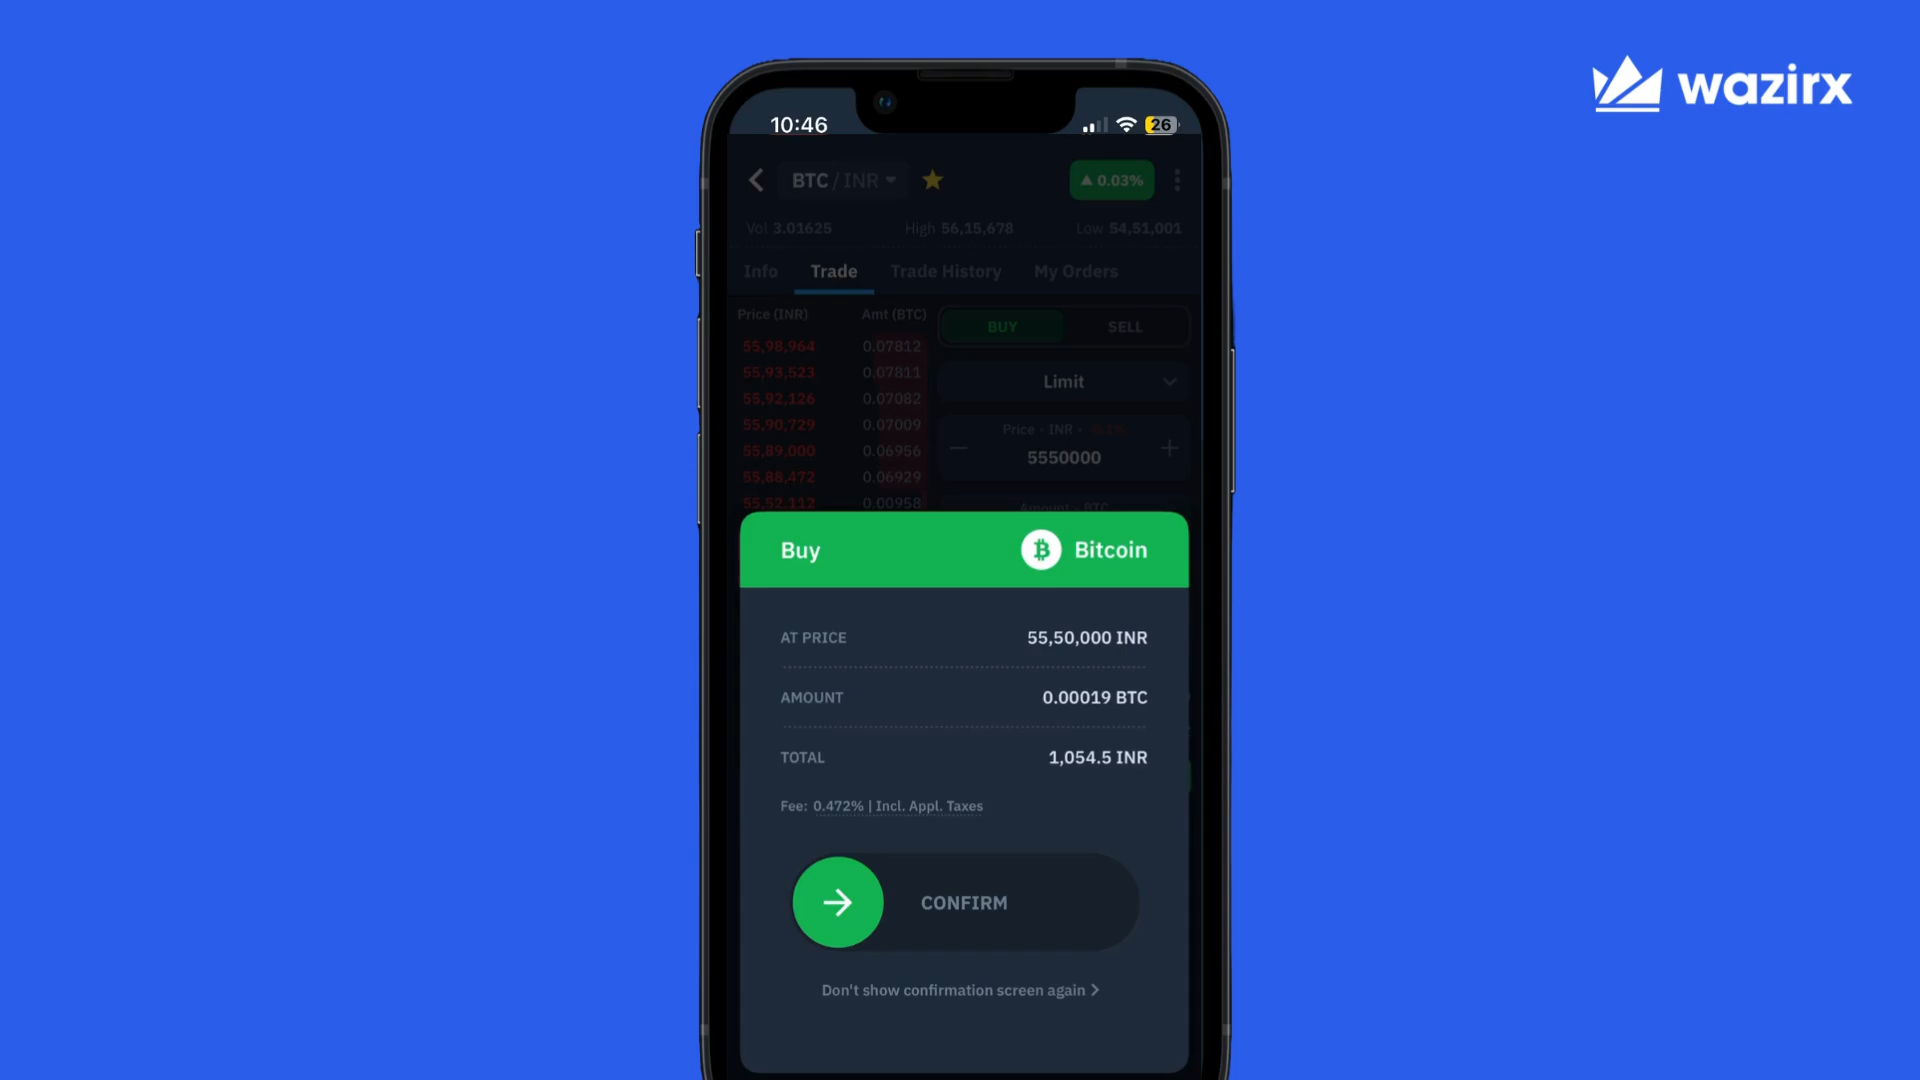 wazirx
10:46
26
BTC / INR
▲ 0.03%
Vol 3.01625 High 56,15,678 Low 54,51,001
Info Trade Trade History My Orders
Price (INR) Amt (BTC)
BUY SELL
55,98,964 0.07812
55,93,523 0.07811
Limit
55,92,126 0.07082
55,90,729 0.07009
Price - INR -
55,89,000 0.06956
5550000
55,88,472 0.06929
55,52,112 0.00958
Amount - BTC
Buy Bitcoin
AT PRICE 55,50,000 INR
AMOUNT 0.00019 BTC
TOTAL 1,054.5 INR
Fee: 0.472% | Incl. Appl. Taxes
CONFIRM
Don't show confirmation screen again >